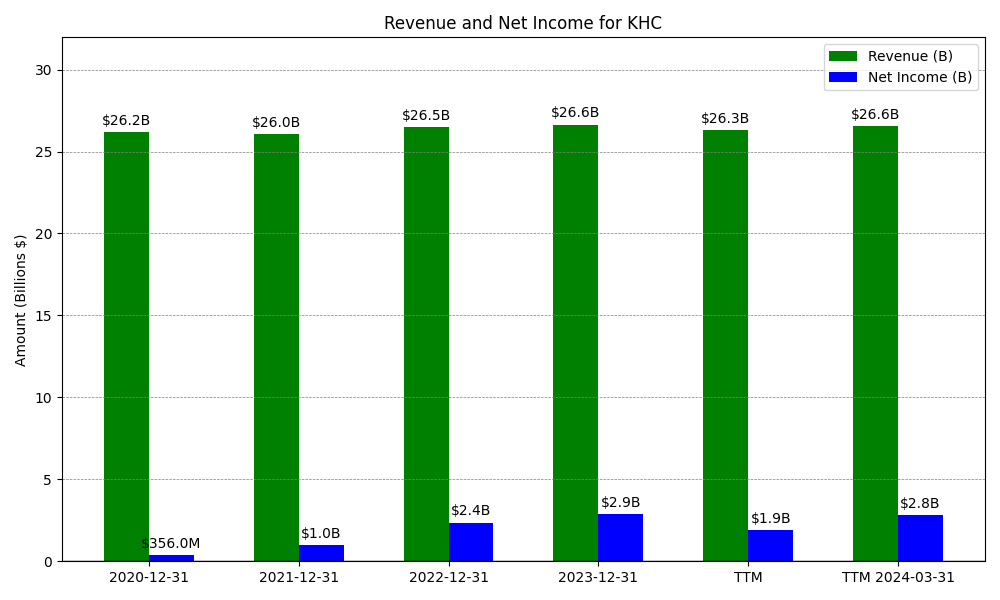 Revenue and Net Income for KHC
Revenue (B)
Net Income (B)
Amount (Billions $)
30
25
20
15
10
5
0
$26.2B
$26.0B
$26.5B
$26.6B
$26.3B
$26.6B
$356.0M
$1.0B
$2.4B
$2.9B
$1.9B
$2.8B
2020-12-31
2021-12-31
2022-12-31
2023-12-31
TTM
TTM 2024-03-31